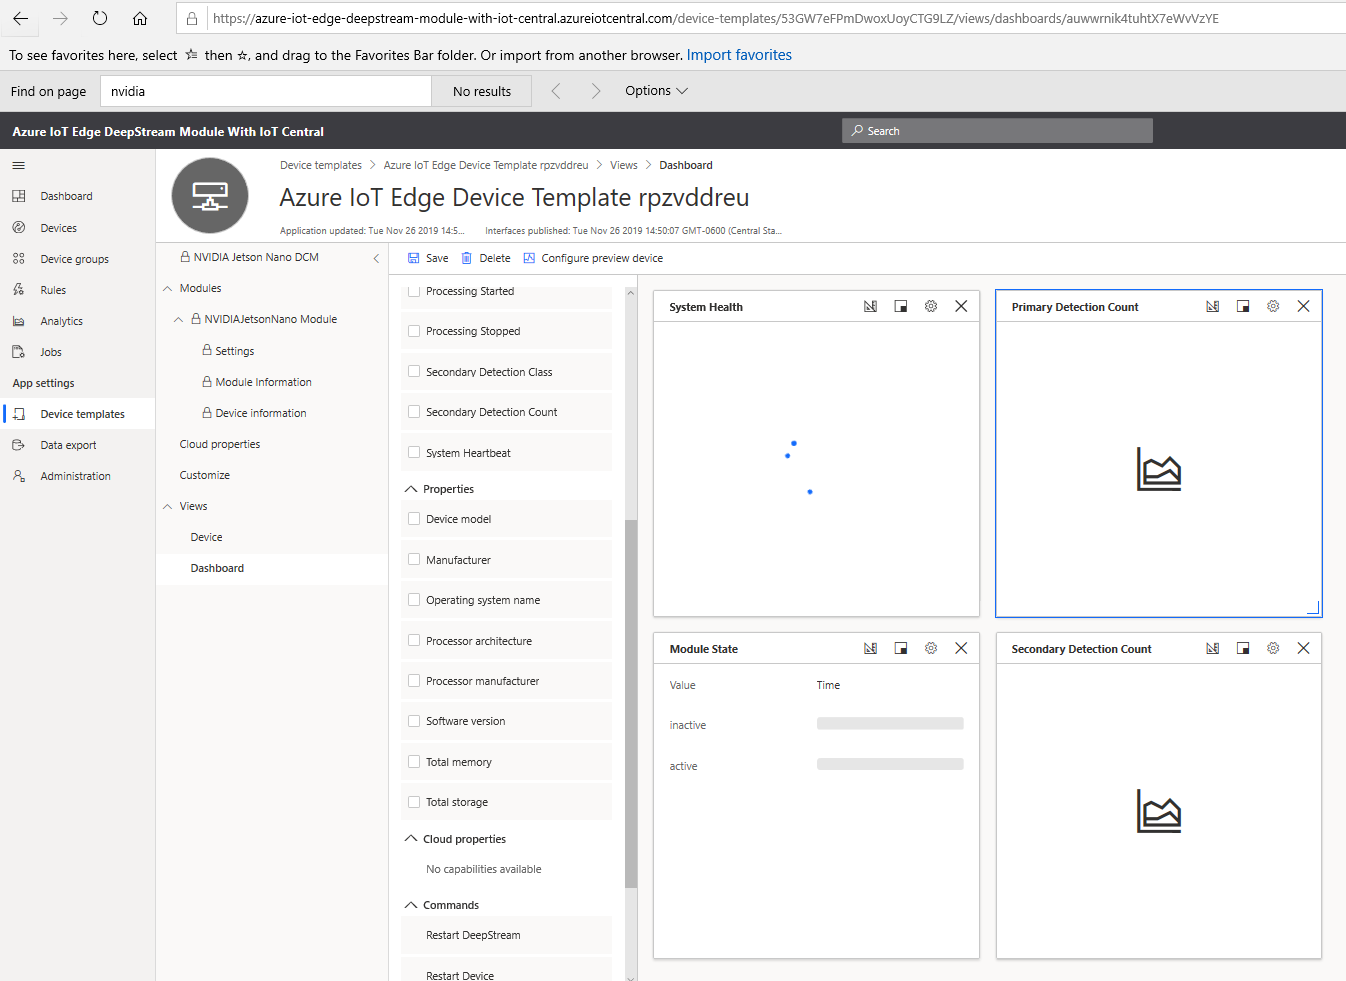 https://azure-iot-edge-deepstream-module-with-iot-central.azureiotcentral.com/device-templates/53GW7eFPmDwoxUoyCTG9LZ/views/dashboards/auwwrnik4tuhtX7eWvVzYE
To see favorites here, select then ☆, and drag to the Favorites Bar folder. Or import from another browser. Import favorites
Find on page nvidia No results Options
Azure IoT Edge DeepStream Module With IoT Central Search
Dashboard
Devices
Device groups
Rules
Analytics
Jobs
App settings
Device templates
Data export
Administration
Device templates > Azure IoT Edge Device Template rpzvddreu > Views > Dashboard
Azure IoT Edge Device Template rpzvddreu
Application updated: Tue Nov 26 2019 14:5... Interfaces published: Tue Nov 26 2019 14:50:07 GMT-0600 (Central Sta...
NVIDIA Jetson Nano DCM
Modules
NVIDIAJetsonNano Module
Settings
Module Information
Device information
Cloud properties
Customize
Views
Device
Dashboard
Save Delete Configure preview device
Processing Started
Processing Stopped
Secondary Detection Class
Secondary Detection Count
System Heartbeat
Properties
Device model
Manufacturer
Operating system name
Processor architecture
Processor manufacturer
Software version
Total memory
Total storage
Cloud properties
No capabilities available
Commands
Restart DeepStream
Restart Device
System Health
Primary Detection Count
Module State
Value Time
inactive
active
Secondary Detection Count